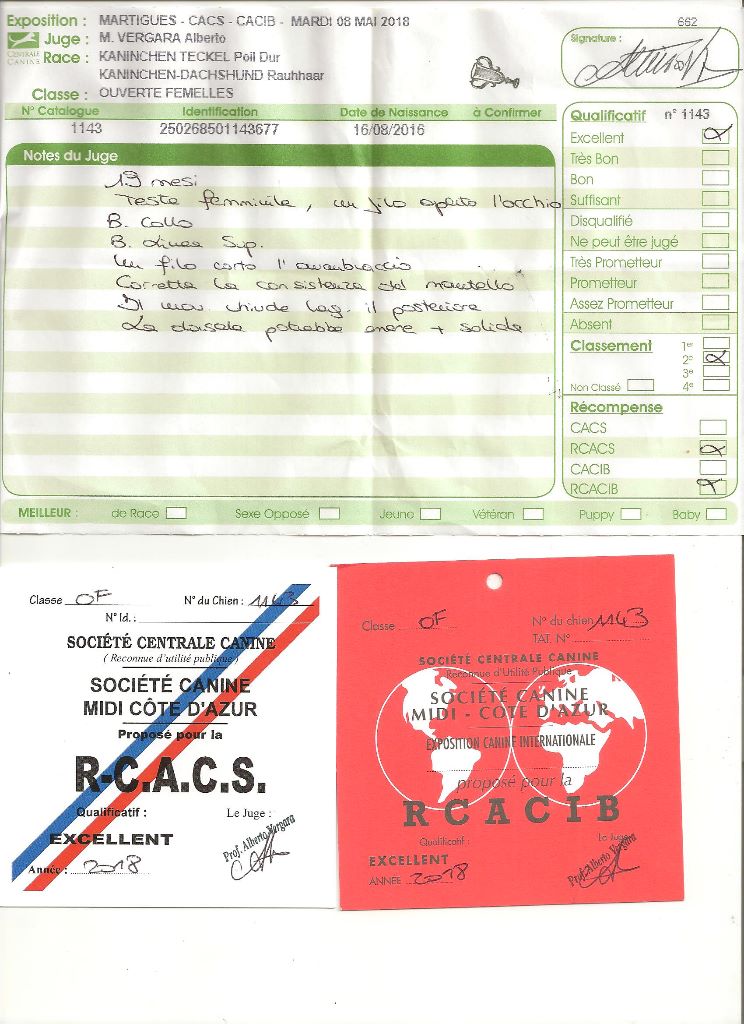 Exposition : MARTIGUES - CACS - CACIB - MARDI 08 MAI 2018
662
Juge : M. VERGARA Alberto
Signature :
CENTRALE CANINE
Race : KANINCHEN TECKEL Poil Dur
KANINCHEN-DACHSHUND Rauhhaar
Classe : OUVERTE FEMELLES
N° Catalogue Identification Date de Naissance à Confirmer
1143 250268501143677 16/08/2016
Notes du Juge
19 mesi
Testa femminile, un filo aperto l'occhio
B. Collo
B. Linea Sup.
Un filo corto l'avambraccio
Corretta la consistenza del mantello
In mov chiude leg. il posteriore
La dorsale potrebbe essere + solida
Qualificatif n° 1143
Excellent
Très Bon
Bon
Suffisant
Disqualifié
Ne peut être jugé
Très Prometteur
Prometteur
Assez Prometteur
Absent
Classement 1er
2e
3e
Non Classé 4e
Récompense
CACS
RCACS
CACIB
RCACIB
MEILLEUR : de Race Sexe Opposé Jeune Vétéran Puppy Baby
Classe OF N° du Chien : 1143
N° Id. :
SOCIÉTÉ CENTRALE CANINE
(Reconnue d'utilité publique)
SOCIÉTÉ CANINE
MIDI CÔTE D'AZUR
Proposé pour la
R-C.A.C.S.
Qualificatif : Le Juge :
EXCELLENT
Prof. Alberto Vergara
Année : 2018
Classe OF N° du chien 1143
TAT. N°
SOCIÉTÉ CENTRALE CANINE
Reconnue d'Utilité Publique
SOCIÉTÉ CANINE
MIDI - COTE D'AZUR
EXPOSITION CANINE INTERNATIONALE
proposé pour la
RCACIB
Qualificatif : Le Juge
EXCELLENT
Prof. Alberto Vergara
ANNÉE 2018